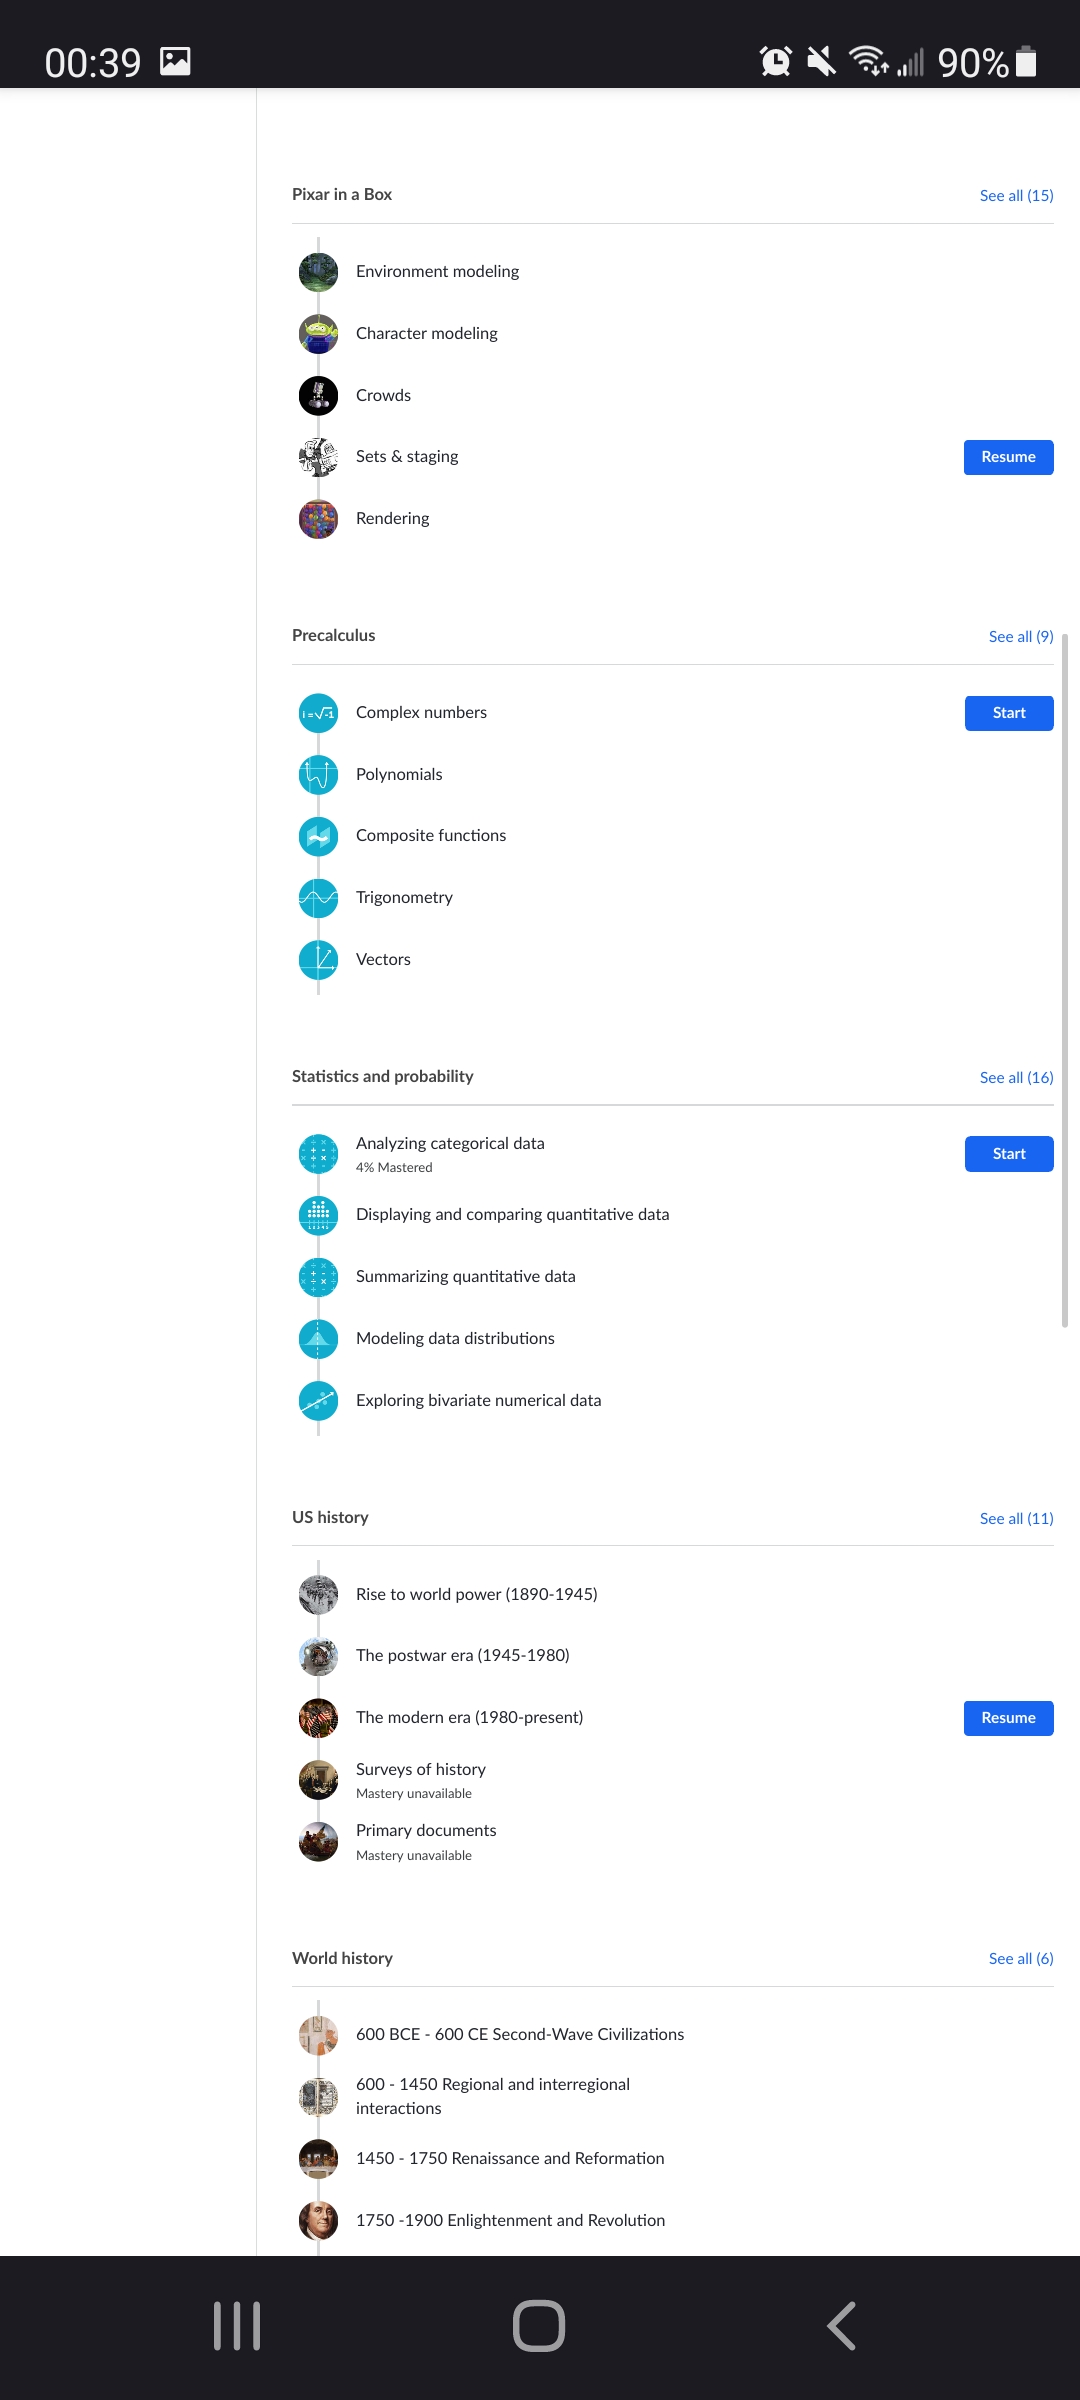 00:39
90%
Pixar in a Box
See all (15)
Environment modeling
Character modeling
Crowds
Sets & staging
Resume
Rendering
Precalculus
See all (9)
i = √-1
Complex numbers
Start
Polynomials
Composite functions
Trigonometry
Vectors
Statistics and probability
See all (16)
Analyzing categorical data
4% Mastered
Start
Displaying and comparing quantitative data
Summarizing quantitative data
Modeling data distributions
Exploring bivariate numerical data
US history
See all (11)
Rise to world power (1890-1945)
The postwar era (1945-1980)
The modern era (1980-present)
Resume
Surveys of history
Mastery unavailable
Primary documents
Mastery unavailable
World history
See all (6)
600 BCE - 600 CE Second-Wave Civilizations
600 - 1450 Regional and interregional
interactions
1450 - 1750 Renaissance and Reformation
1750 -1900 Enlightenment and Revolution